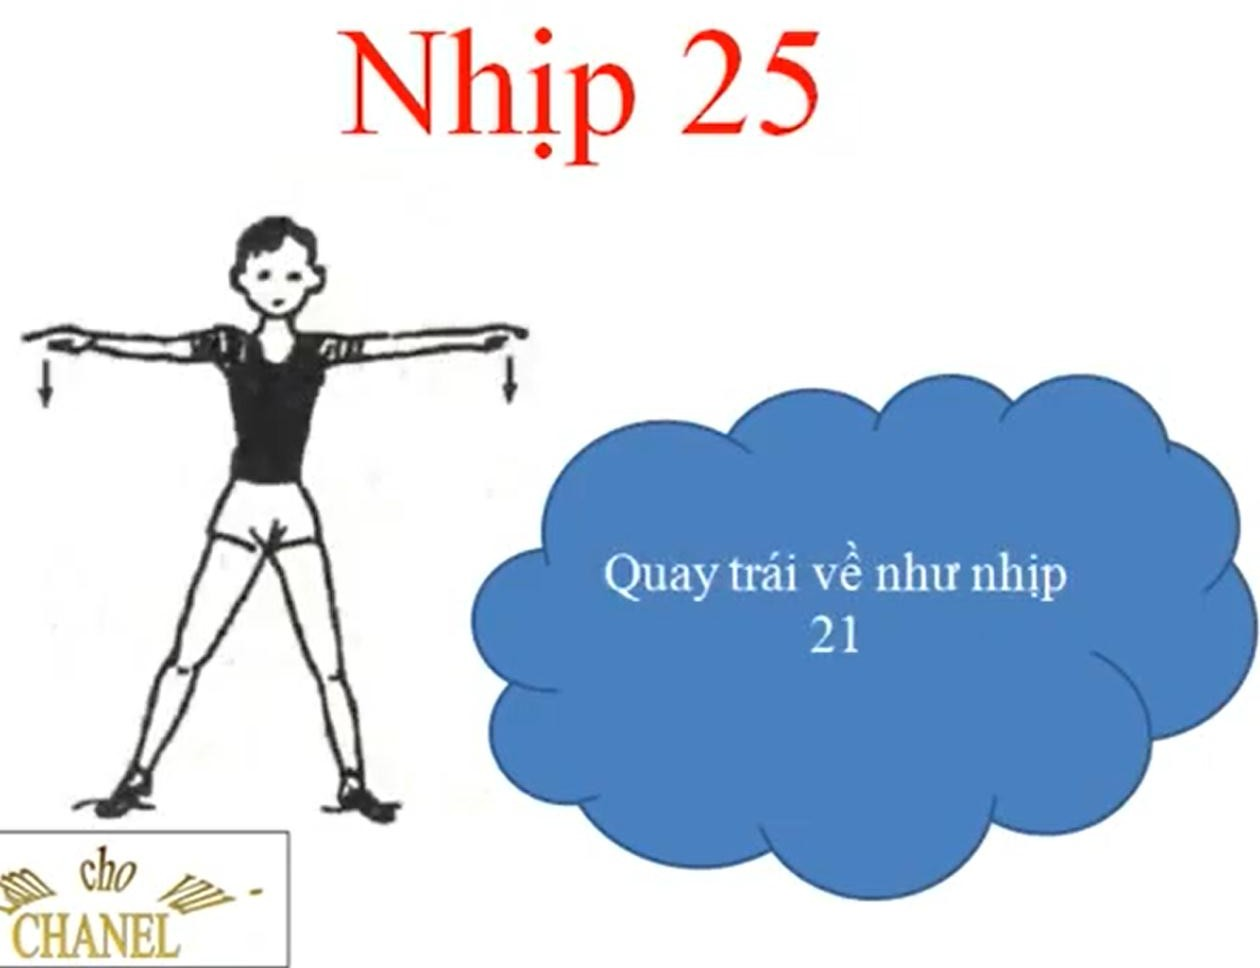 Nhịp 25
Quay trái về như nhịp
21
cho
CHANEL